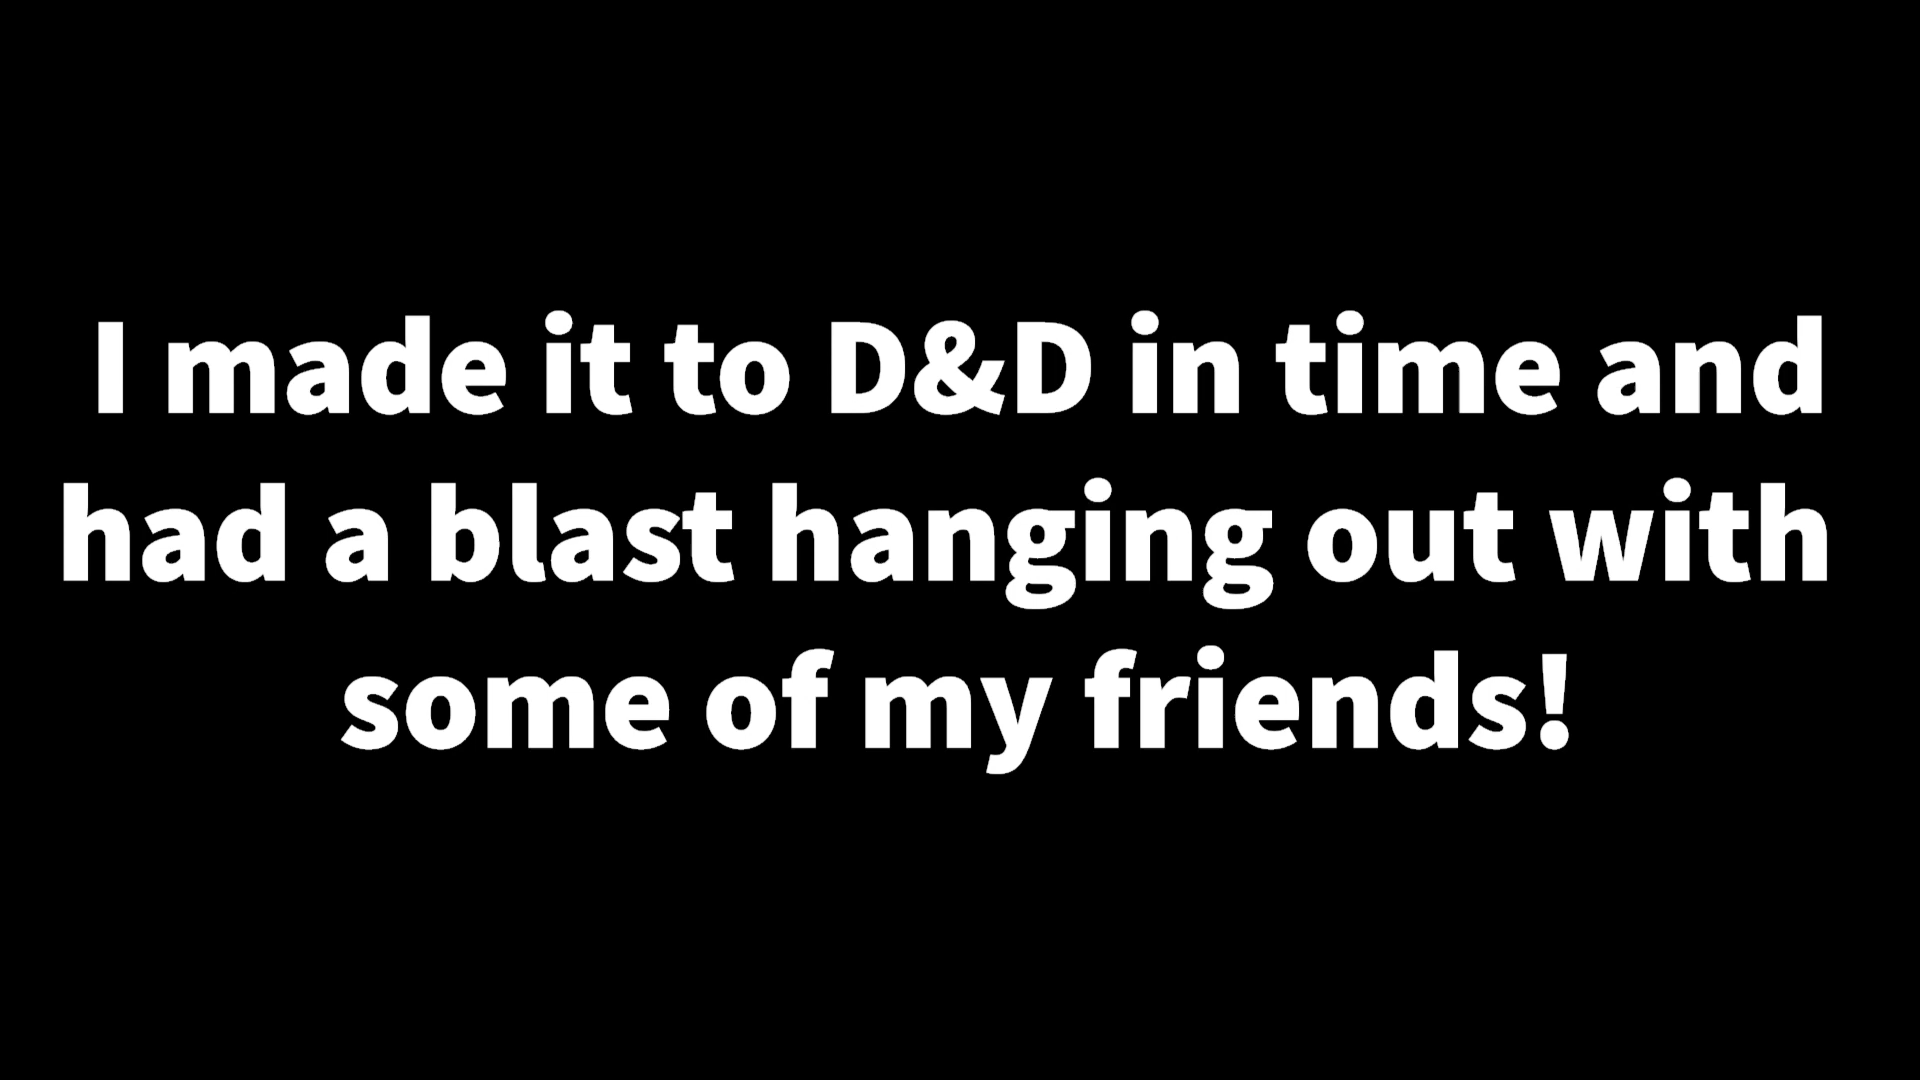 I made it to D&D in time and
had a blast hanging out with
some of my friends!